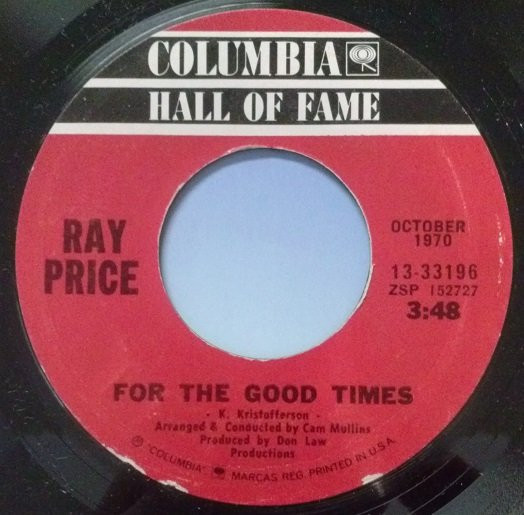 COLUMBIA
HALL OF FAME
RAY
PRICE
OCTOBER
1970
13-33196
ZSP 152727
3:48
FOR THE GOOD TIMES
- K. Kristofferson -
Arranged & Conducted by Cam Mullins
Produced by Don Law
Productions
Ⓟ "COLUMBIA" MARCAS REG. PRINTED IN U.S.A.